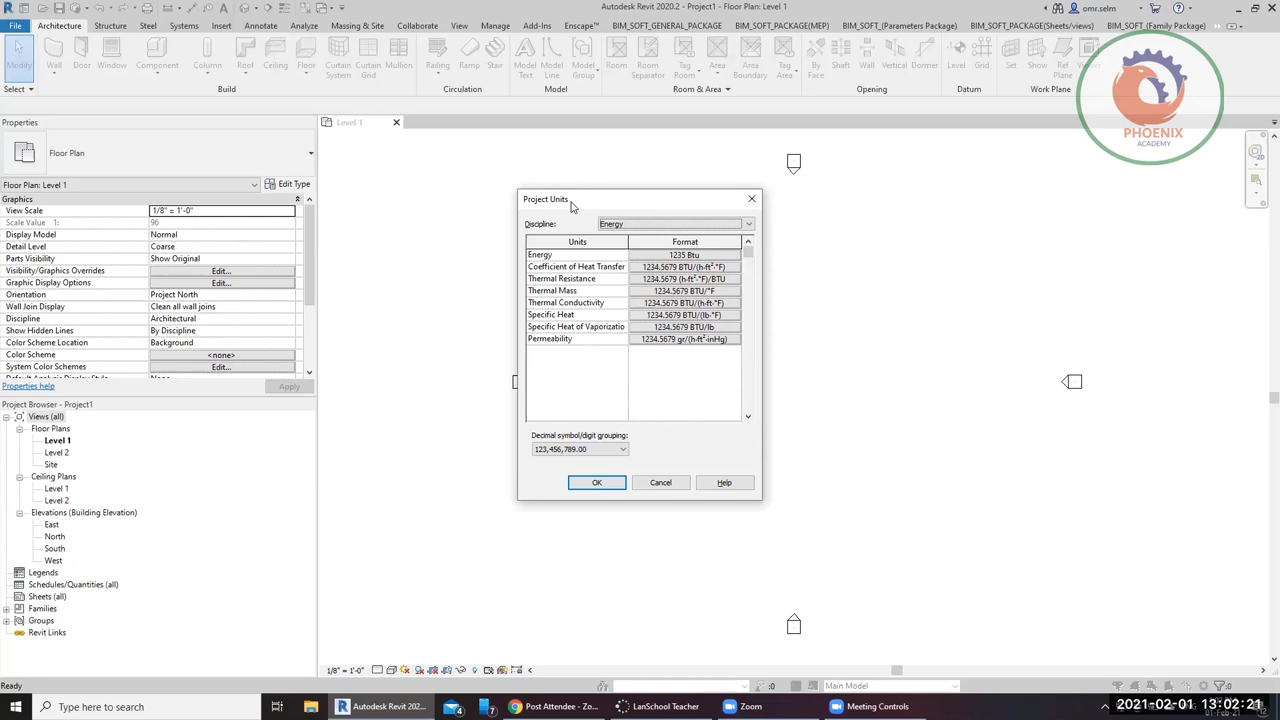 Autodesk Revit 2020.2 - Project1 - Floor Plan: Level 1
omr.selm
File Architecture Structure Steel Systems Insert Annotate Analyze Massing & Site Collaborate View Manage Add-Ins Enscape™ BIM_SOFT_GENERAL_PACKAGE BIM_SOFT_PACKAGE(MEP) BIM_SOFT_(Parameters Package) BIM_SOFT_PACKAGE(Sheets/views) BIM_SOFT_(Family Package)
Modify Wall Door Window Component Column Roof Ceiling Floor Curtain System Curtain Grid Mullion Railing Ramp Stair Model Text Model Line Model Group Room Room Separator Tag Room Area Area Boundary Tag Area By Face Shaft Wall Vertical Dormer Level Grid Set Show Ref Plane
Select Build Circulation Model Room & Area Opening Datum Work Plane
PHOENIX
ACADEMY
Properties
Level 1
Floor Plan
Floor Plan: Level 1 Edit Type
Graphics
View Scale 1/8" = 1'-0"
Scale Value 1: 96
Display Model Normal
Detail Level Coarse
Parts Visibility Show Original
Visibility/Graphics Overrides Edit...
Graphic Display Options Edit...
Orientation Project North
Wall Join Display Clean all wall joins
Discipline Architectural
Show Hidden Lines By Discipline
Color Scheme Location Background
Color Scheme <none>
System Color Schemes Edit...
Properties help Apply
Project Browser - Project1
Views (all)
Floor Plans
Level 1
Level 2
Site
Ceiling Plans
Level 1
Level 2
Elevations (Building Elevation)
East
North
South
West
Legends
Schedules/Quantities (all)
Sheets (all)
Families
Groups
Revit Links
Project Units
Discipline: Energy
Units Format
Energy 1235 Btu
Coefficient of Heat Transfer 1234.5679 BTU/(h·ft²·°F)
Thermal Resistance 1234.5679 (h·ft²·°F)/BTU
Thermal Mass 1234.5679 BTU/°F
Thermal Conductivity 1234.5679 BTU/(h·ft·°F)
Specific Heat 1234.5679 BTU/(lb·°F)
Specific Heat of Vaporizatio 1234.5679 BTU/lb
Permeability 1234.5679 gr/(h·ft²·inHg)
Decimal symbol/digit grouping:
123,456,789.00
OK Cancel Help
1/8" = 1'-0"
Ready :0 Main Model :0
Type here to search Autodesk Revit 2020.... 4 7 Post Attendee - Zo... LanSchool Teacher Zoom Meeting Controls
2021-02-01 13:02:21